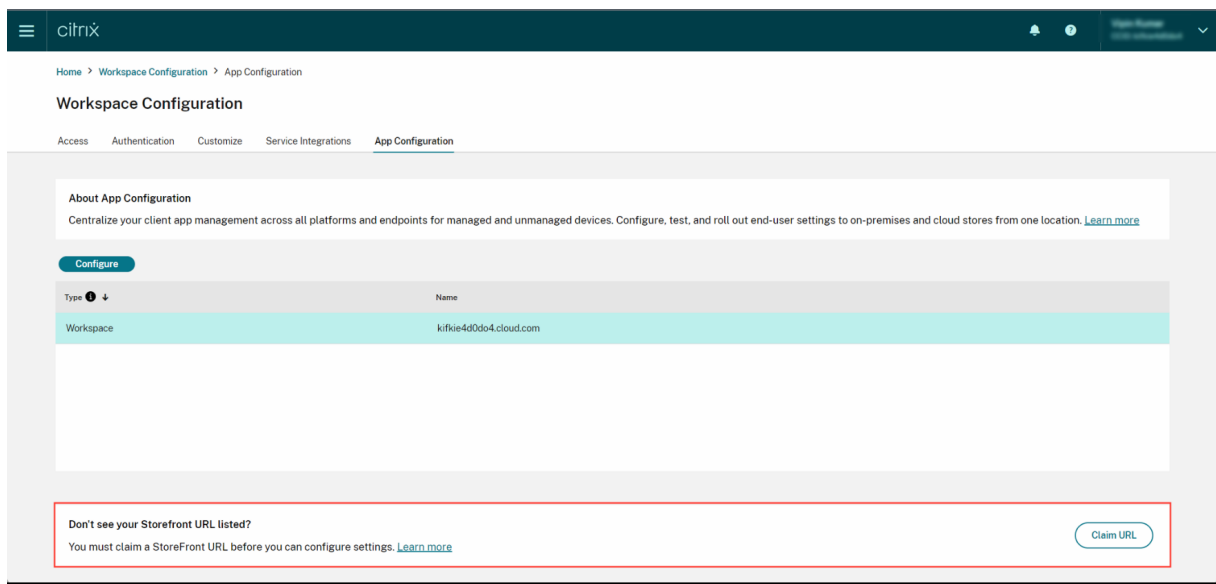 citrix
Home > Workspace Configuration > App Configuration
Workspace Configuration
Access Authentication Customize Service Integrations App Configuration
About App Configuration
Centralize your client app management across all platforms and endpoints for managed and unmanaged devices. Configure, test, and roll out end-user settings to on-premises and cloud stores from one location. Learn more
Configure
Type Name
Workspace kifkie4d0do4.cloud.com
Don't see your Storefront URL listed?
You must claim a StoreFront URL before you can configure settings. Learn more
Claim URL